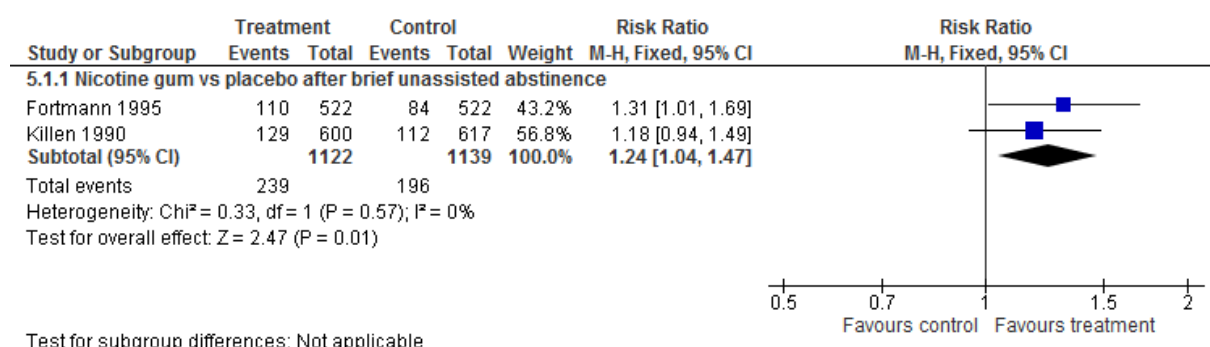 Treatment Control Risk Ratio Risk Ratio
Study or Subgroup Events Total Events Total Weight M-H, Fixed, 95% CI M-H, Fixed, 95% CI
5.1.1 Nicotine gum vs placebo after brief unassisted abstinence
Fortmann 1995 110 522 84 522 43.2% 1.31 [1.01, 1.69]
Killen 1990 129 600 112 617 56.8% 1.18 [0.94, 1.49]
Subtotal (95% CI) 1122 1139 100.0% 1.24 [1.04, 1.47]
Total events 239 196
Heterogeneity: Chi² = 0.33, df = 1 (P = 0.57); I² = 0%
Test for overall effect: Z = 2.47 (P = 0.01)
0.5 0.7 1 1.5 2
Favours control Favours treatment
Test for subgroup differences: Not applicable